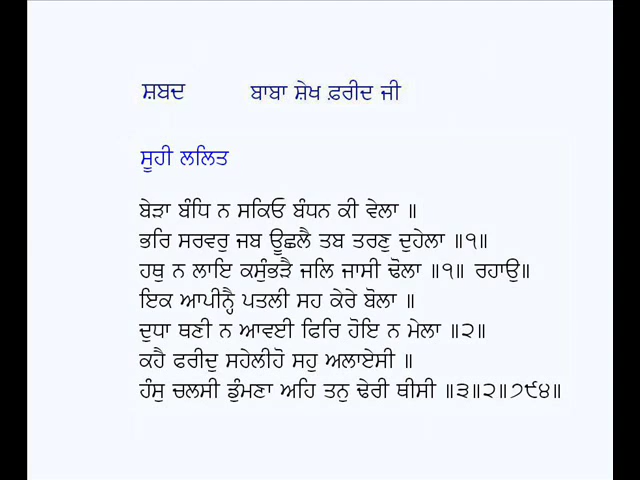 ਸ਼ਬਦ ਬਾਬਾ ਸ਼ੇਖ ਫ਼ਰੀਦ ਜੀ
ਸੂਹੀ ਲਲਿਤ
ਬੇੜਾ ਬੰਧਿ ਨ ਸਕਿਓ ਬੰਧਨ ਕੀ ਵੇਲਾ ॥
ਭਰਿ ਸਰਵਰੁ ਜਬ ਊਛਲੈ ਤਬ ਤਰਣੁ ਦੁਹੇਲਾ ॥੧॥
ਹਥੁ ਨ ਲਾਇ ਕਸੁੰਭੜੈ ਜਲਿ ਜਾਸੀ ਢੋਲਾ ॥੧॥ ਰਹਾਉ॥
ਇਕ ਆਪੀਨ੍ਹੈ ਪਤਲੀ ਸਹ ਕੇਰੇ ਬੋਲਾ ॥
ਦੁਧਾ ਥਣੀ ਨ ਆਵਈ ਫਿਰਿ ਹੋਇ ਨ ਮੇਲਾ ॥੨॥
ਕਹੈ ਫਰੀਦੁ ਸਹੇਲੀਹੋ ਸਹੁ ਅਲਾਏਸੀ ॥
ਹੰਸੁ ਚਲਸੀ ਡੁੰਮਣਾ ਅਹਿ ਤਨੁ ਢੇਰੀ ਥੀਸੀ ॥੩॥੨॥੭੯੪॥